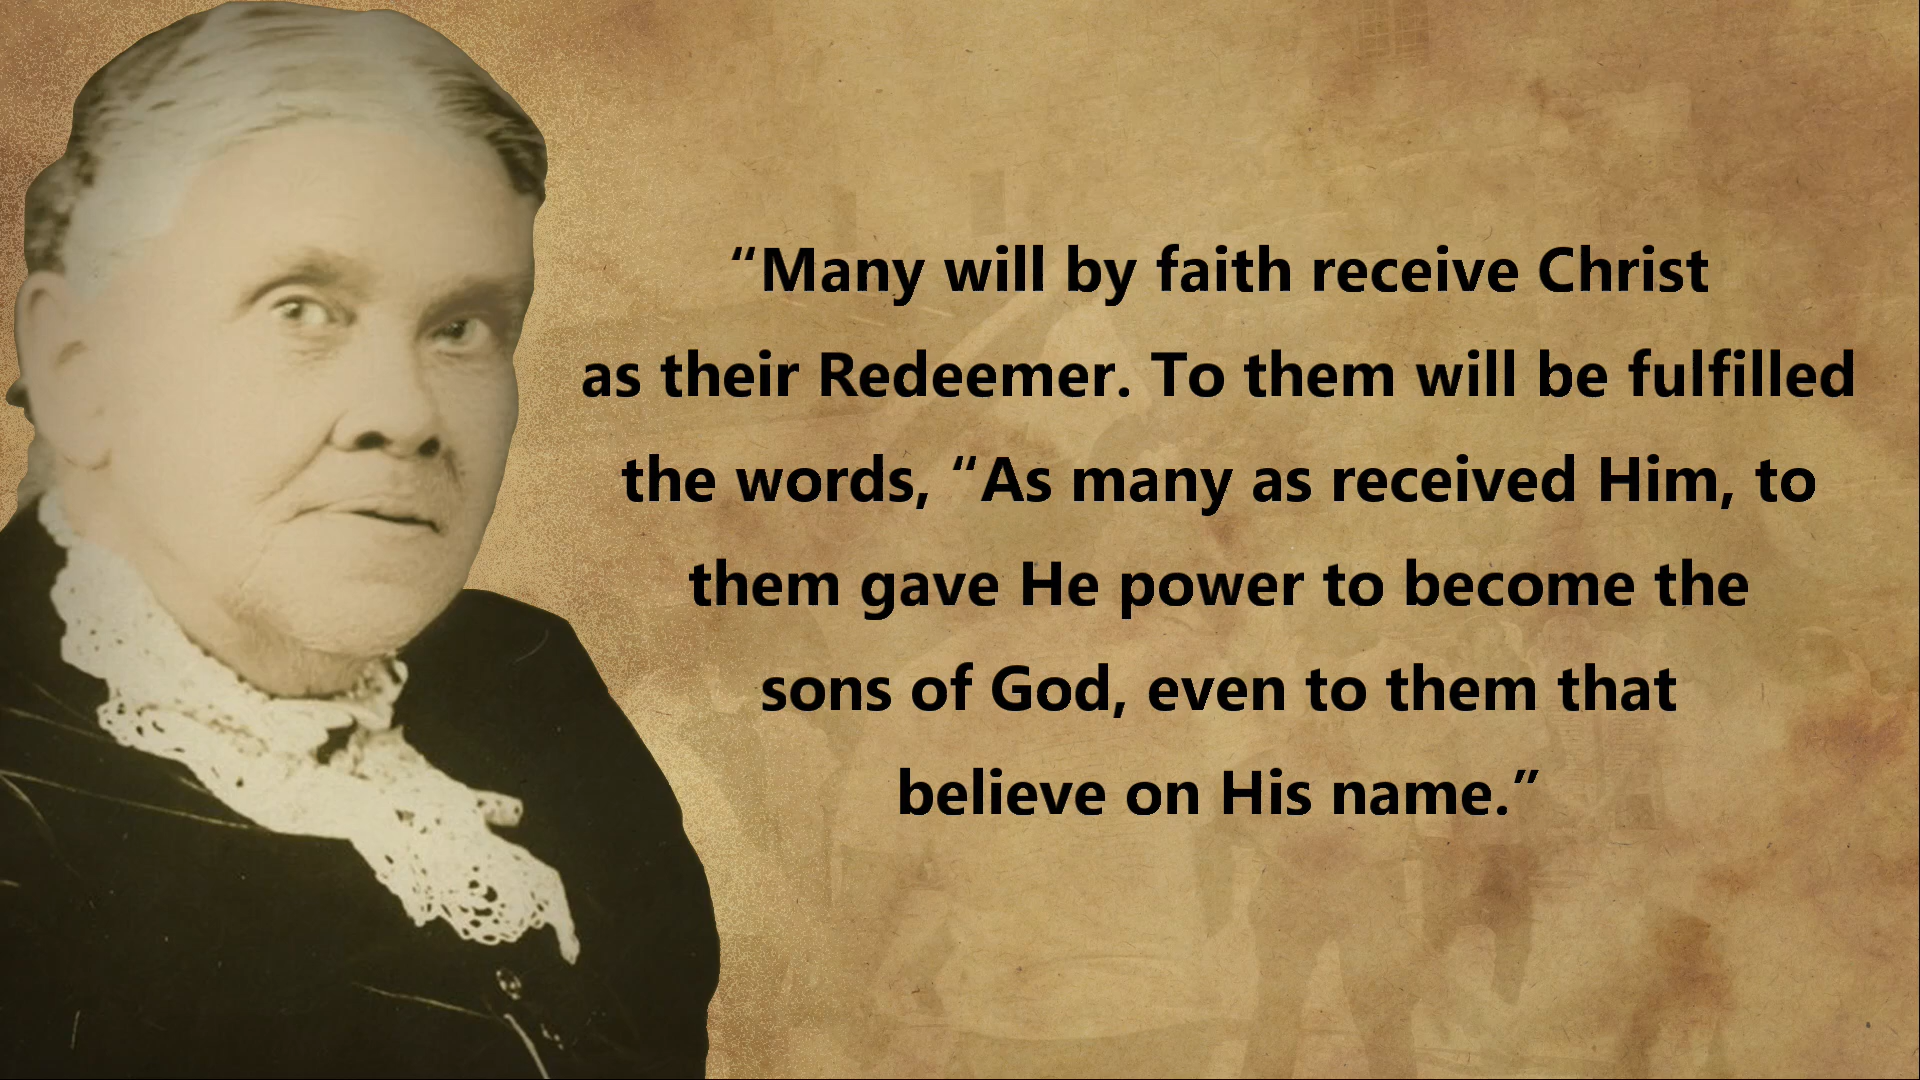 “Many will by faith receive Christ
as their Redeemer. To them will be fulfilled
the words, “As many as received Him, to
them gave He power to become the
sons of God, even to them that
believe on His name.”